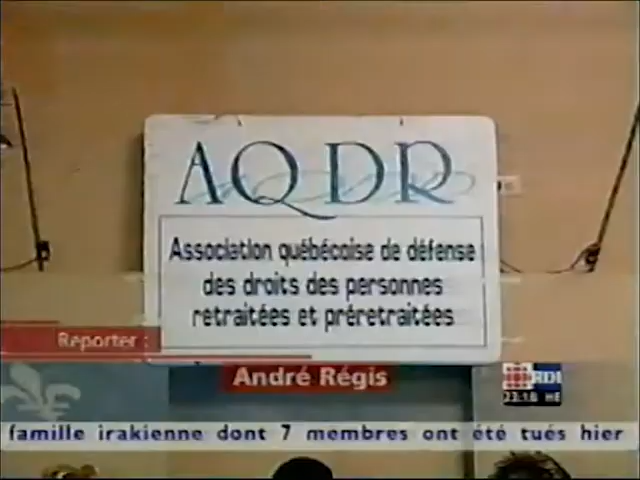 AQDR
Association québécoise de défense
des droits des personnes
retraitées et préretraitées
Reporter :
André Régis
RDI
23:18 HE
famille irakienne dont 7 membres ont été tués hier